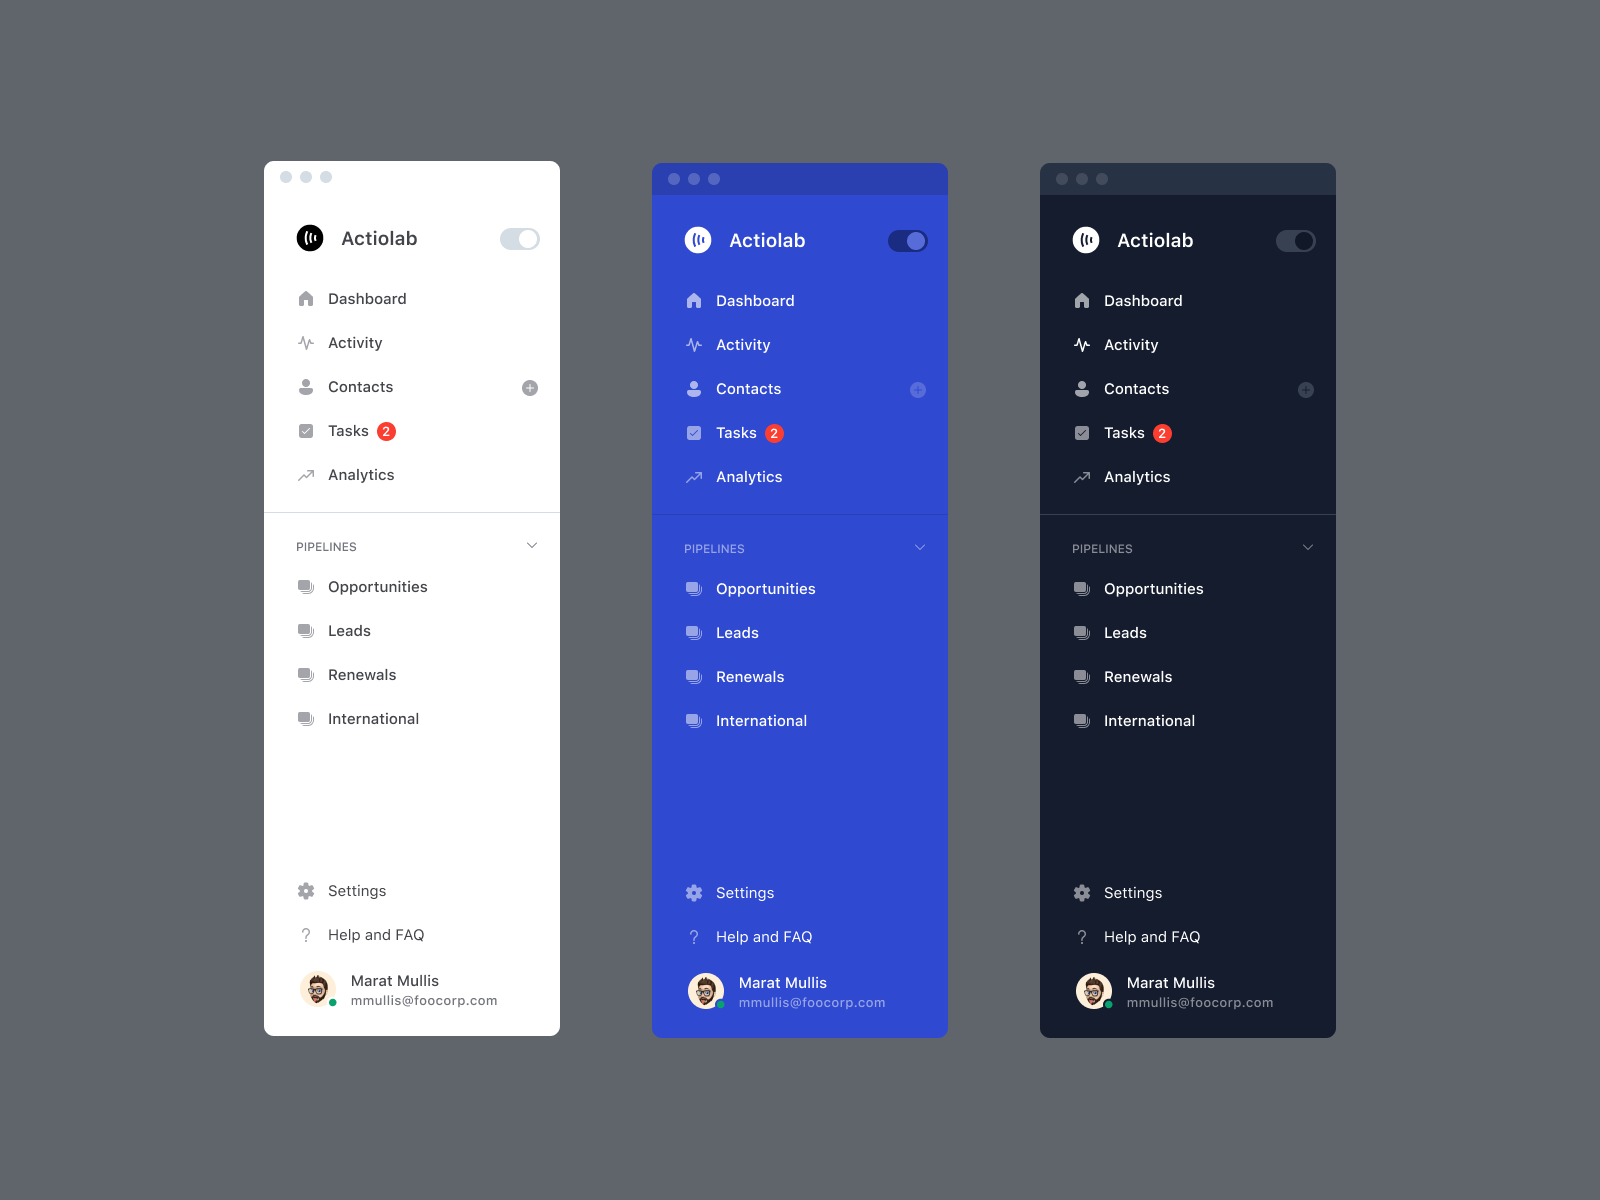 Actiolab
Dashboard
Activity
Contacts
Tasks 2
Analytics
PIPELINES
Opportunities
Leads
Renewals
International
Settings
Help and FAQ
Marat Mullis
mmullis@foocorp.com
Actiolab
Dashboard
Activity
Contacts
Tasks 2
Analytics
PIPELINES
Opportunities
Leads
Renewals
International
Settings
Help and FAQ
Marat Mullis
mmullis@foocorp.com
Actiolab
Dashboard
Activity
Contacts
Tasks 2
Analytics
PIPELINES
Opportunities
Leads
Renewals
International
Settings
Help and FAQ
Marat Mullis
mmullis@foocorp.com